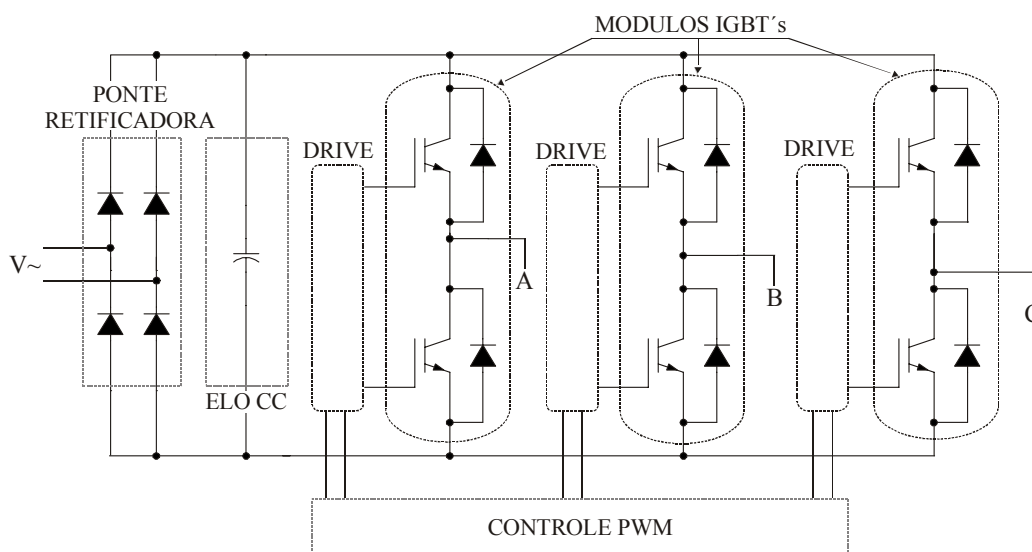 MODULOS IGBT´s
PONTE
RETIFICADORA
DRIVE
DRIVE
DRIVE
V~
A
B
ELO CC
CONTROLE PWM